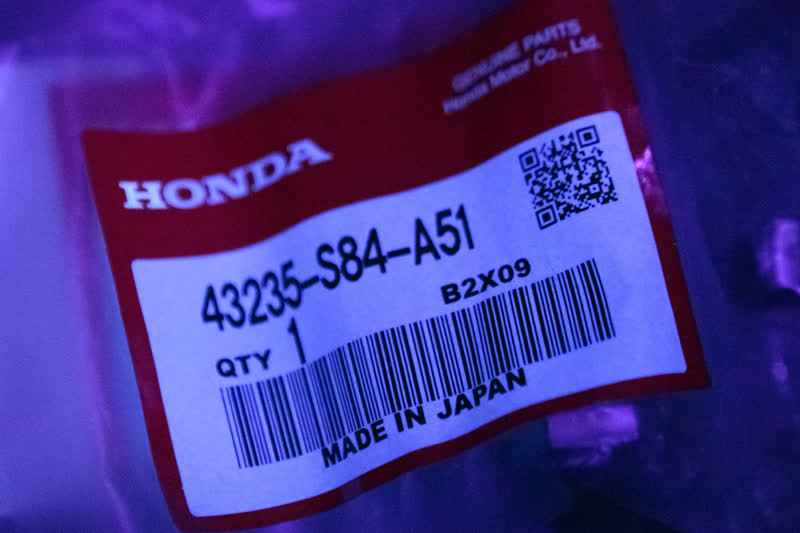 GENUINE PARTS
Honda Motor Co., Ltd.
HONDA
43235-S84-A51
B2X09
QTY 1
MADE IN JAPAN